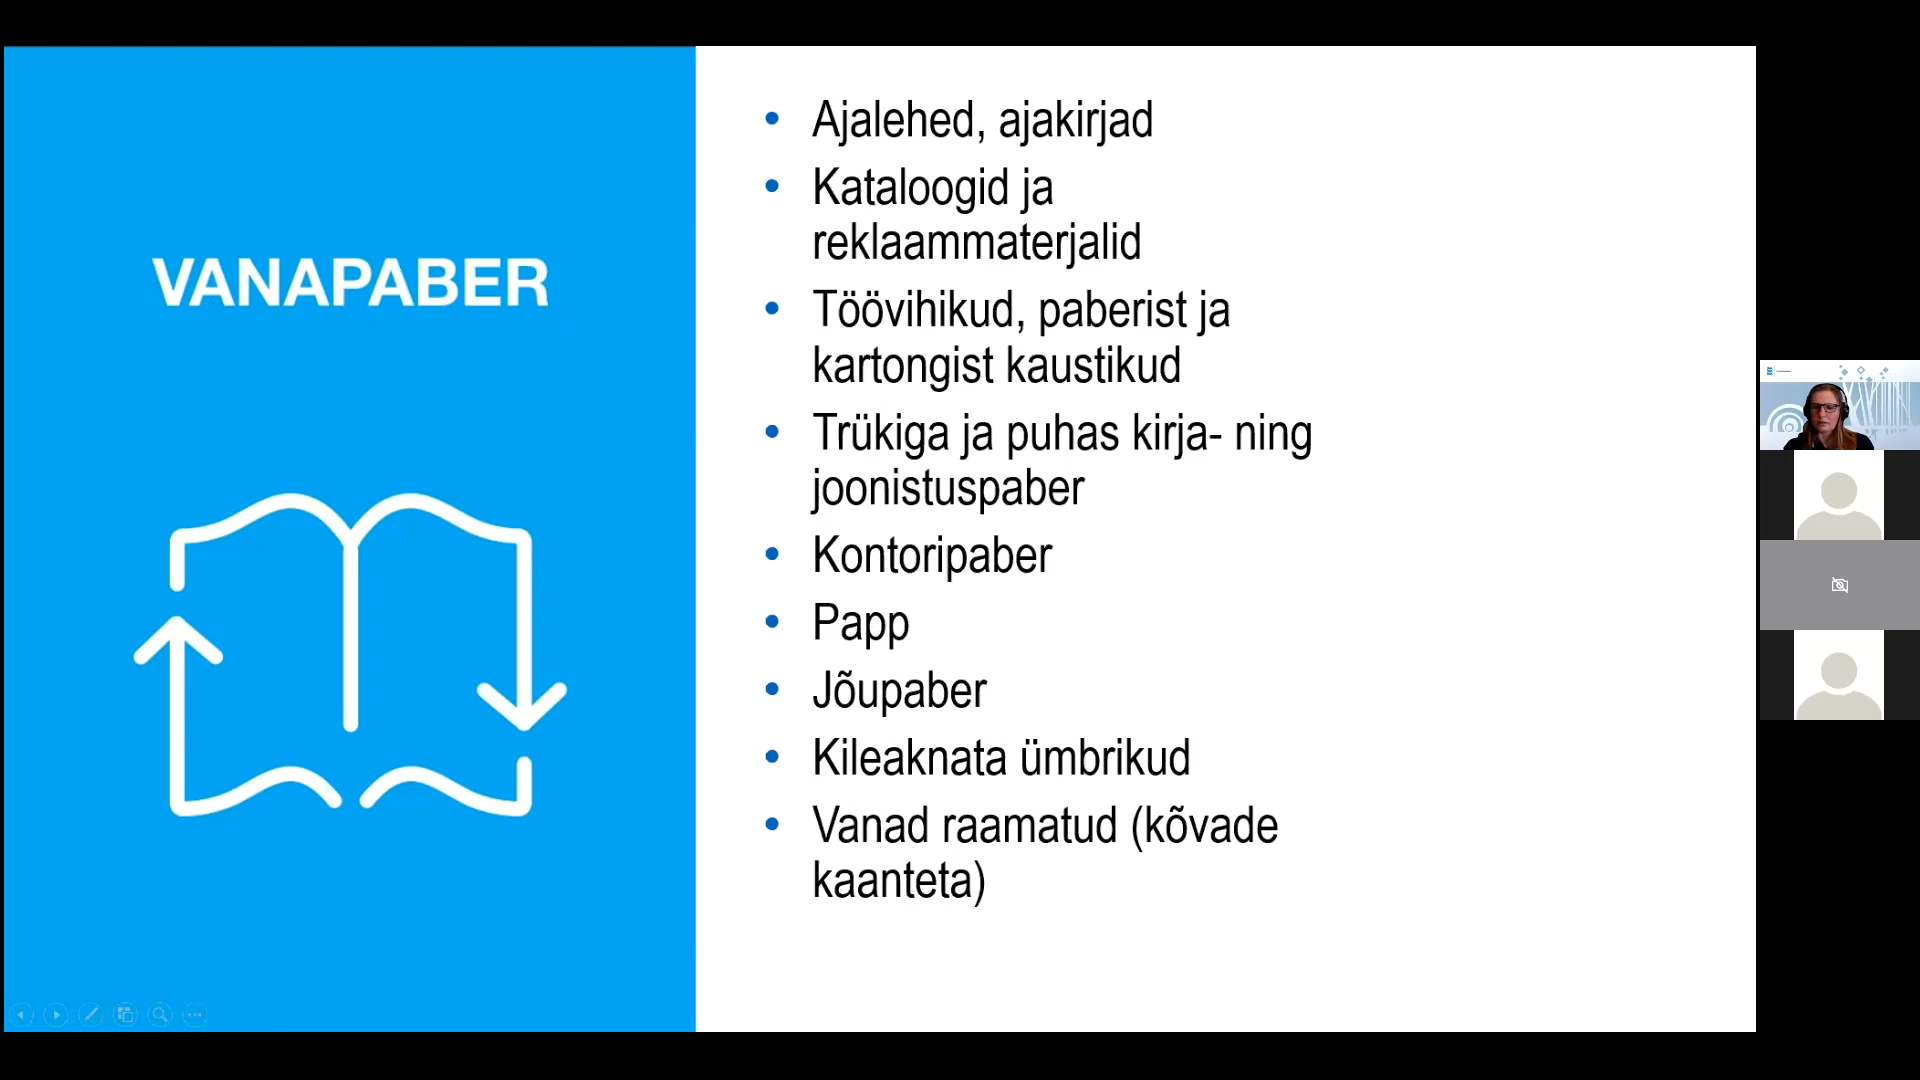 VANAPABER
• Ajalehed, ajakirjad
• Kataloogid ja
reklaammaterjalid
• Töövihikud, paberist ja
kartongist kaustikud
• Trükiga ja puhas kirja- ning
joonistuspaber
• Kontoripaber
• Papp
• Jõupaber
• Kileaknata ümbrikud
• Vanad raamatud (kõvade
kaanteta)